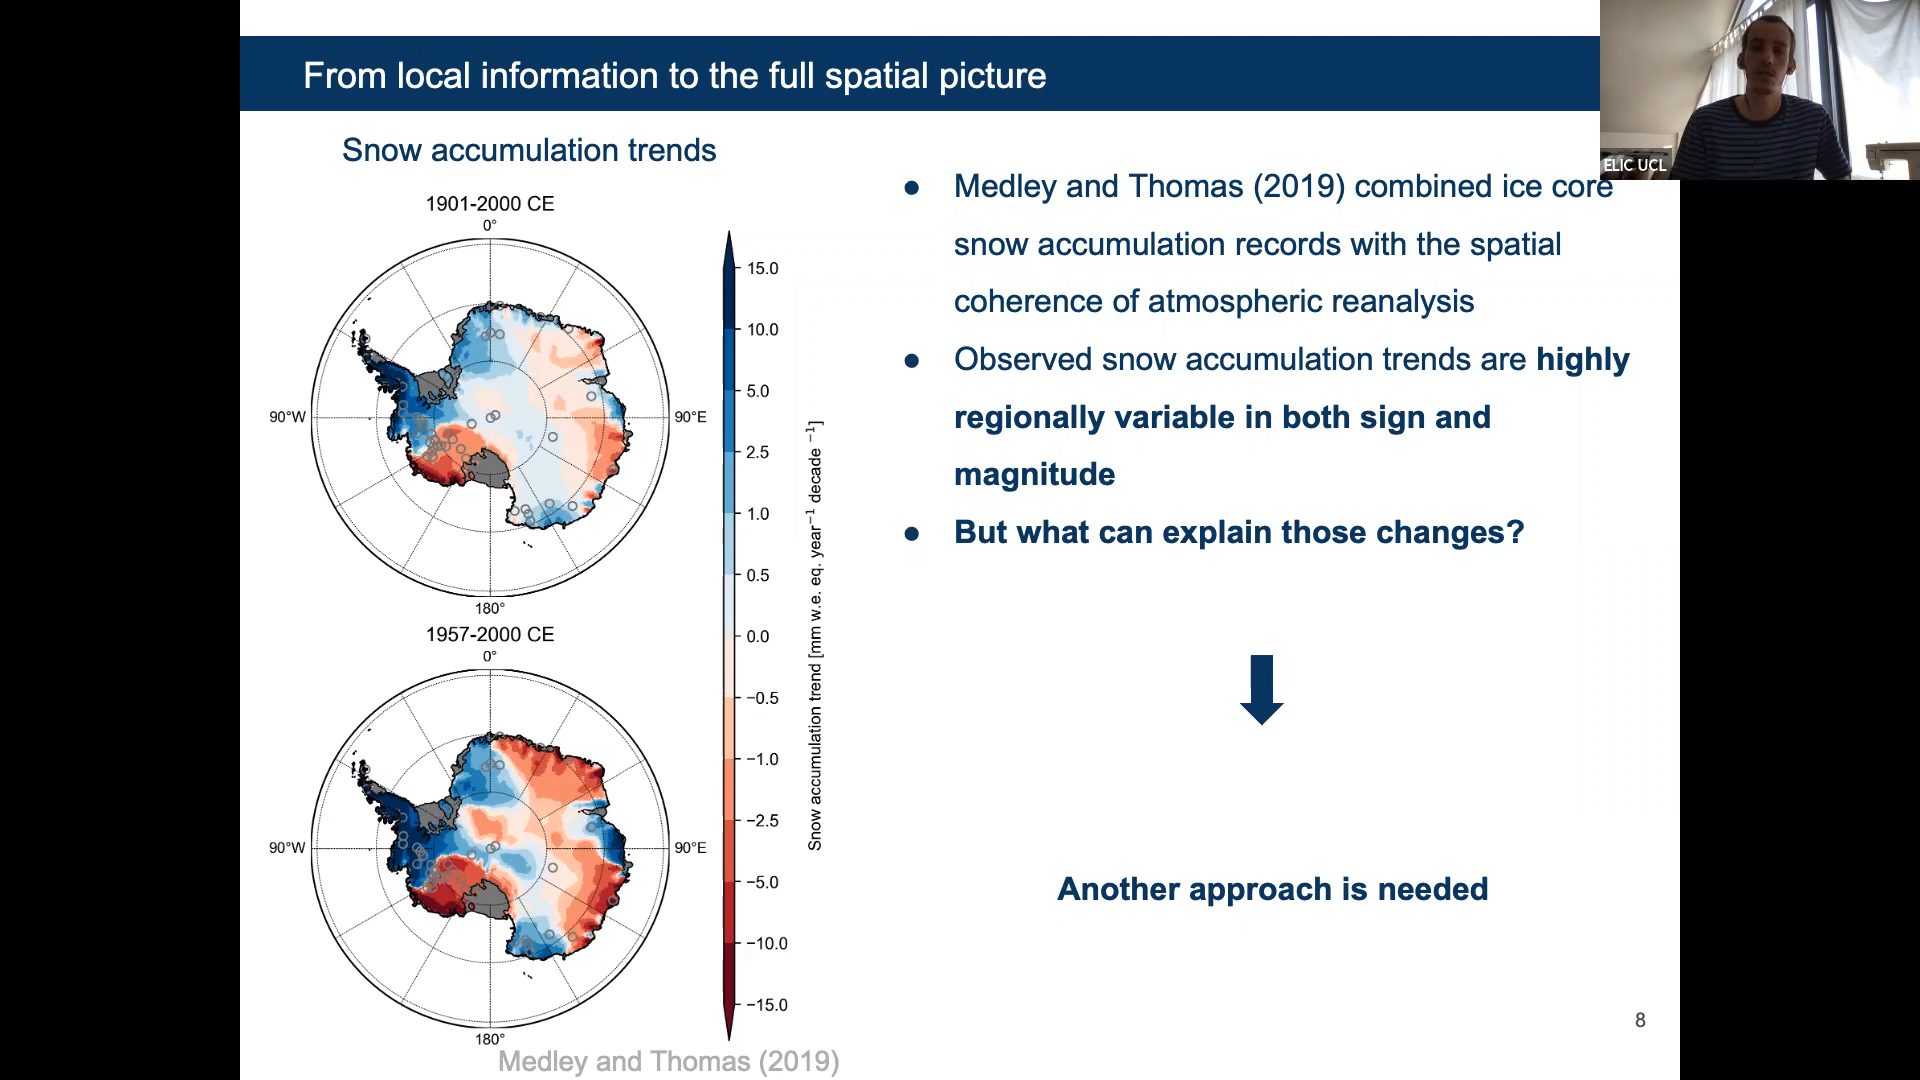 From local information to the full spatial picture
ELIC UCL
Snow accumulation trends
1901-2000 CE
0°
90°W
90°E
180°
1957-2000 CE
0°
90°W
90°E
180°
15.0
10.0
5.0
2.5
1.0
0.5
0.0
−0.5
−1.0
−2.5
−5.0
−10.0
−15.0
Snow accumulation trend [mm w.e. eq. year⁻¹ decade ⁻¹]
Medley and Thomas (2019)
● Medley and Thomas (2019) combined ice core
snow accumulation records with the spatial
coherence of atmospheric reanalysis
● Observed snow accumulation trends are highly
regionally variable in both sign and
magnitude
● But what can explain those changes?
Another approach is needed
8